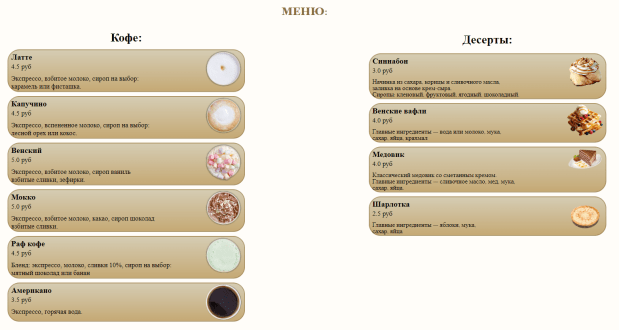 МЕНЮ:
Кофе:
Латте
4.5 руб
Экспрессо, взбитое молоко, сироп на выбор:
карамель или фисташка.
Капучино
4.5 руб
Экспрессо, вспененное молоко, сироп на выбор:
лесной орех или кокос.
Венский
5.0 руб
Экспрессо, взбитое молоко, сироп ваниль
взбитые сливки, зефирки.
Мокко
5.0 руб
Экспрессо, взбитое молоко, какао, сироп шоколад
взбитые сливки.
Раф кофе
4.5 руб
Бленд: экспрессо, молоко, сливки 10%, сироп на выбор:
мятный шоколад или банан
Американо
3.5 руб
Экспрессо, горячая вода.
Десерты:
Синнабон
3.0 руб
Начинка из сахара, корицы и сливочного масла,
заливка на основе крем-сыра.
Сиропы: кленовый, фруктовый, ягодный, шоколадный.
Венские вафли
4.0 руб
Главные ингредиенты — вода или молоко, мука,
сахар, яйца, крахмал
Медовик
4.0 руб
Классический медовик со сметанным кремом.
Главные ингредиенты — сливочное масло, мед, мука,
сахар, яйца.
Шарлотка
2.5 руб
Главные ингредиенты — яблоки, мука,
сахар, яйца.